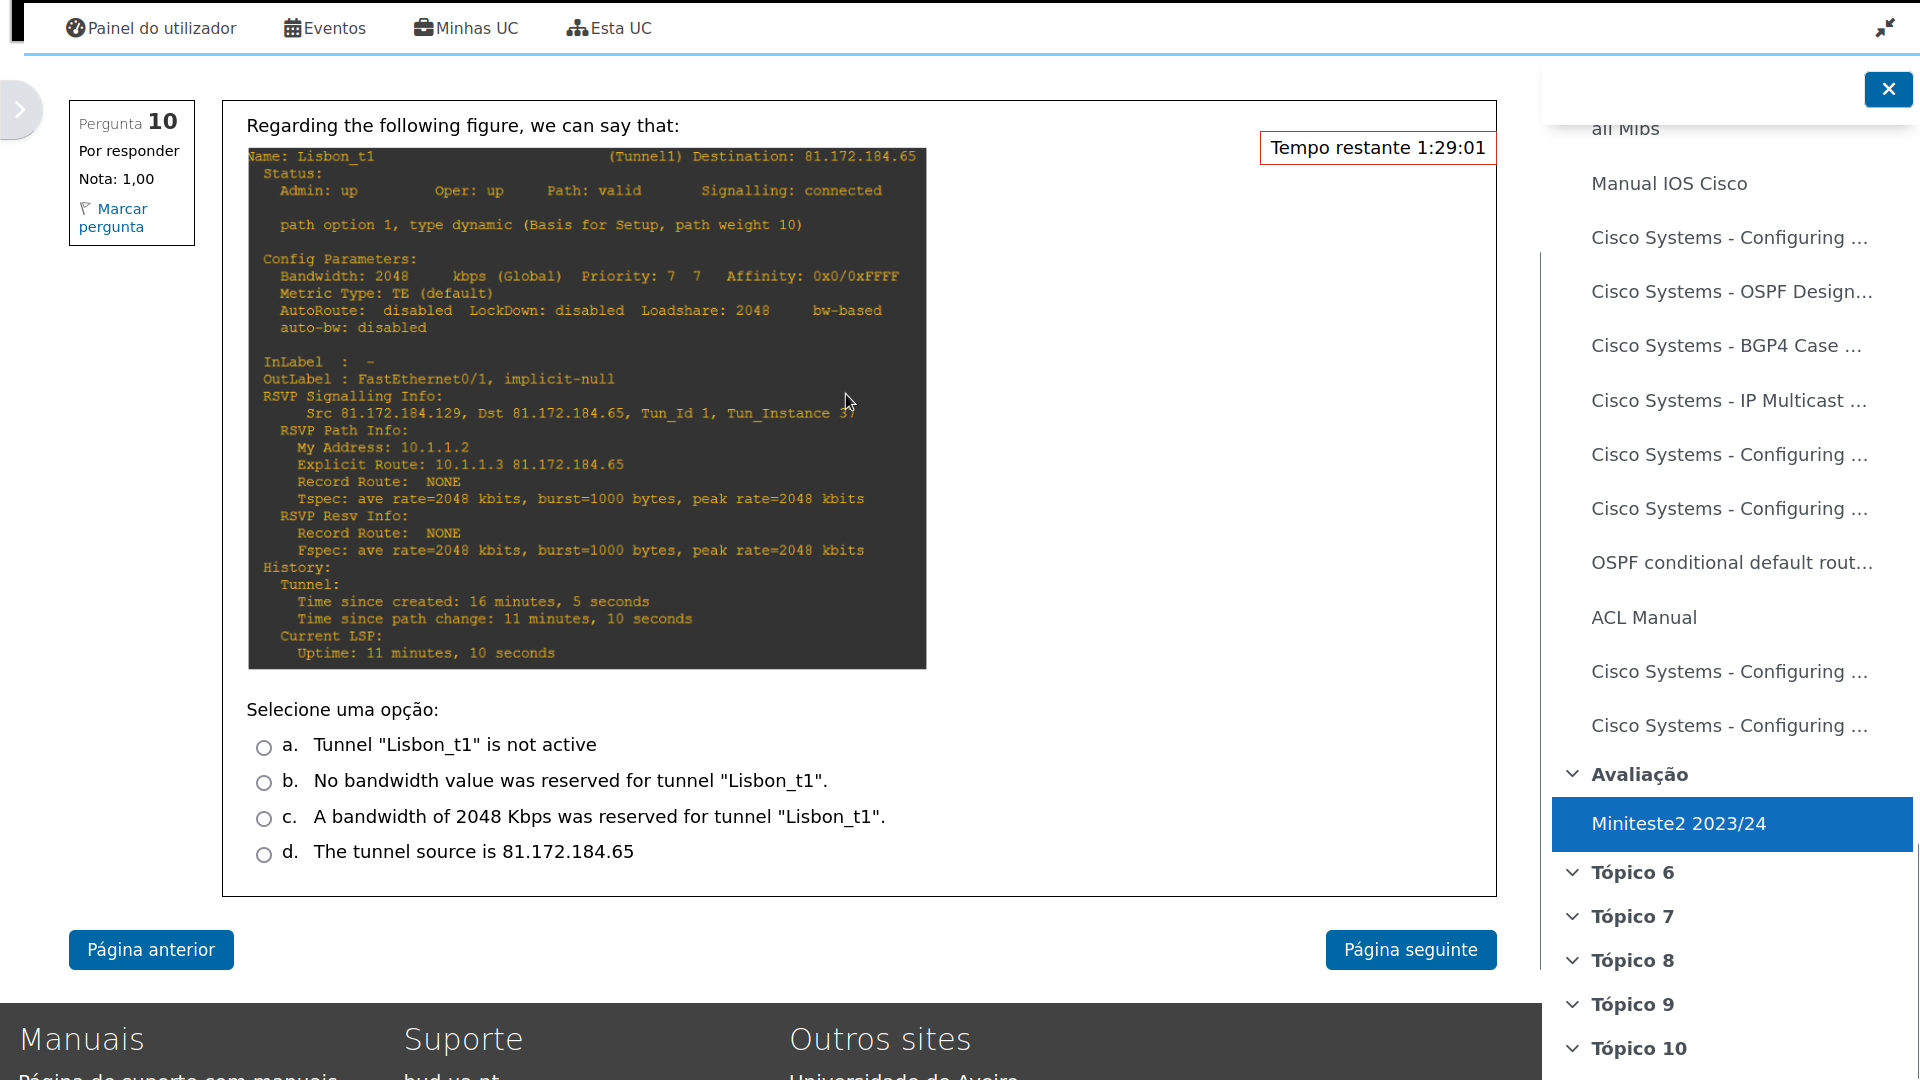 Painel do utilizador
Eventos
Minhas UC
Esta UC
Pergunta 10
Por responder
Nota: 1,00
Marcar
pergunta
Regarding the following figure, we can say that:
Tempo restante 1:29:01
Name: Lisbon_t1 (Tunnel1) Destination: 81.172.184.65
Status:
Admin: up Oper: up Path: valid Signalling: connected
path option 1, type dynamic (Basis for Setup, path weight 10)
Config Parameters:
Bandwidth: 2048 kbps (Global) Priority: 7 7 Affinity: 0x0/0xFFFF
Metric Type: TE (default)
AutoRoute: disabled LockDown: disabled Loadshare: 2048 bw-based
auto-bw: disabled
InLabel : -
OutLabel : FastEthernet0/1, implicit-null
RSVP Signalling Info:
Src 81.172.184.129, Dst 81.172.184.65, Tun_Id 1, Tun_Instance 37
RSVP Path Info:
My Address: 10.1.1.2
Explicit Route: 10.1.1.3 81.172.184.65
Record Route: NONE
Tspec: ave rate=2048 kbits, burst=1000 bytes, peak rate=2048 kbits
RSVP Resv Info:
Record Route: NONE
Fspec: ave rate=2048 kbits, burst=1000 bytes, peak rate=2048 kbits
History:
Tunnel:
Time since created: 16 minutes, 5 seconds
Time since path change: 11 minutes, 10 seconds
Current LSP:
Uptime: 11 minutes, 10 seconds
Selecione uma opção:
a. Tunnel "Lisbon_t1" is not active
b. No bandwidth value was reserved for tunnel "Lisbon_t1".
c. A bandwidth of 2048 Kbps was reserved for tunnel "Lisbon_t1".
d. The tunnel source is 81.172.184.65
Página anterior
Página seguinte
all Mibs
Manual IOS Cisco
Cisco Systems - Configuring ...
Cisco Systems - OSPF Design...
Cisco Systems - BGP4 Case ...
Cisco Systems - IP Multicast ...
Cisco Systems - Configuring ...
Cisco Systems - Configuring ...
OSPF conditional default rout...
ACL Manual
Cisco Systems - Configuring ...
Cisco Systems - Configuring ...
Avaliação
Miniteste2 2023/24
Tópico 6
Tópico 7
Tópico 8
Tópico 9
Tópico 10
Manuais
Suporte
Outros sites
Página de suporte com manuais
bud.ua.pt
Universidade de Aveiro